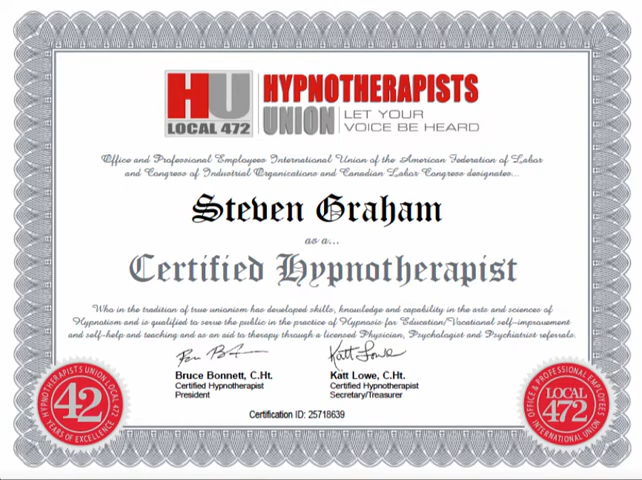 HU
LOCAL 472
HYPNOTHERAPISTS
UNION
LET YOUR
VOICE BE HEARD
Office and Professional Employees International Union of the American Federation of Labor
and Congress of Industrial Organizations and Canadian Labor Congress designates...
Steven Graham
as a...
Certified Hypnotherapist
Who in the tradition of true unionism has developed skills, knowledge and capability in the arts and sciences of
Hypnotism and is qualified to serve the public in the practice of Hypnosis for Education/Vocational self-improvement
and self-help and teaching and as an aid to therapy through a licensed Physician, Psychologist and Psychiatrist referals.
Katt Lowe
Bruce Bonnett, C.Ht.
Certified Hypnotherapist
President
Katt Lowe, C.Ht.
Certified Hypnotherapist
Secretary/Treasurer
Certification ID: 25718639
HYPNOTHERAPISTS UNION LOCAL 472
42
YEARS OF EXCELLENCE
OFFICE & PROFESSIONAL EMPLOYEES
LOCAL
472
INTERNATIONAL UNION